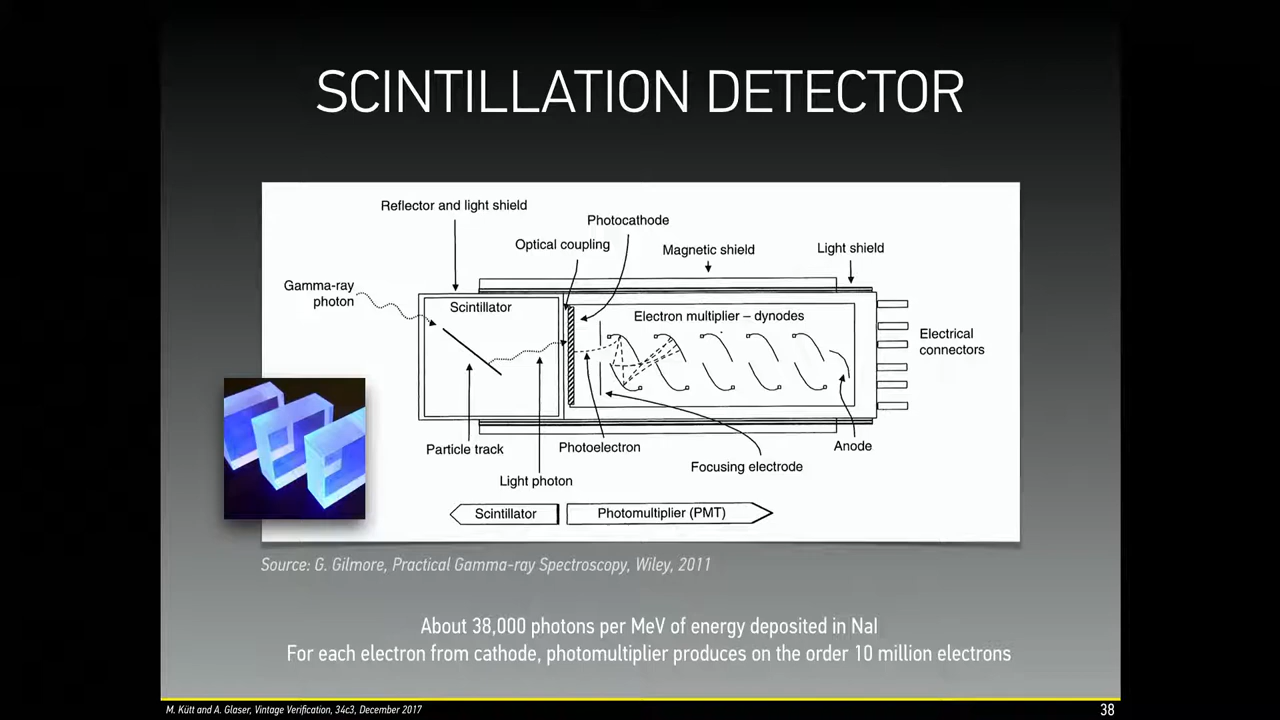 SCINTILLATION DETECTOR
Reflector and light shield
Photocathode
Optical coupling
Magnetic shield
Light shield
Gamma-ray
photon
Scintillator
Electron multiplier – dynodes
Electrical
connectors
Particle track
Photoelectron
Anode
Focusing electrode
Light photon
Scintillator
Photomultiplier (PMT)
Source: G. Gilmore, Practical Gamma-ray Spectroscopy, Wiley, 2011
About 38,000 photons per MeV of energy deposited in NaI
For each electron from cathode, photomultiplier produces on the order 10 million electrons
M. Kütt and A. Glaser, Vintage Verification, 34c3, December 2017
38